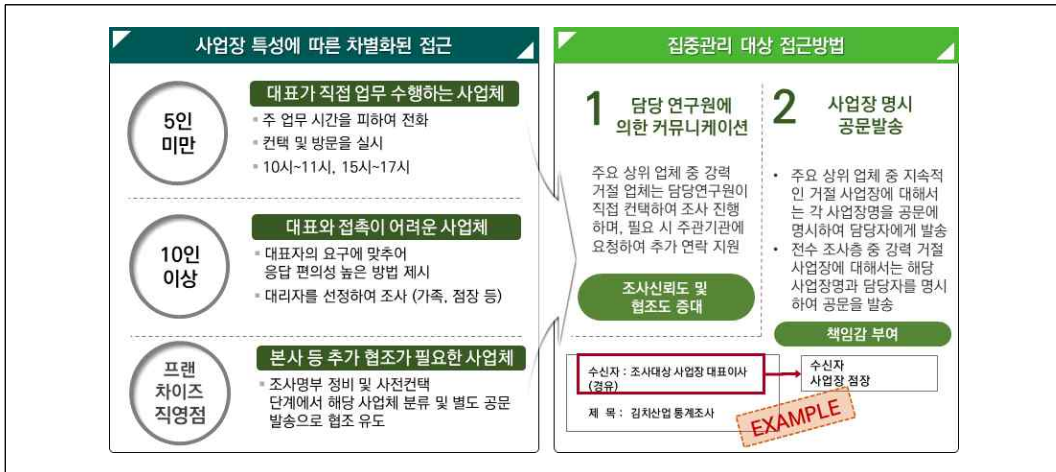 사업장 특성에 따른 차별화된 접근
5인
미만
대표가 직접 업무 수행하는 사업체
▪ 주 업무 시간을 피하여 전화
▪ 컨택 및 방문을 실시
▪ 10시~11시, 15시~17시
10인
이상
대표와 접촉이 어려운 사업체
▪ 대표자의 요구에 맞추어
응답 편의성 높은 방법 제시
▪ 대리자를 선정하여 조사 (가족, 점장 등)
프랜
차이즈
직영점
본사 등 추가 협조가 필요한 사업체
▪ 조사명부 정비 및 사전컨택
단계에서 해당 사업체 분류 및 별도 공문
발송으로 협조 유도
집중관리 대상 접근방법
1 담당 연구원에
의한 커뮤니케이션
주요 상위 업체 중 강력
거절 업체는 담당연구원이
직접 컨택하여 조사 진행
하며, 필요 시 주관기관에
요청하여 추가 연락 지원
조사신뢰도 및
협조도 증대
2 사업장 명시
공문발송
• 주요 상위 업체 중 지속적
인 거절 사업장에 대해서
는 각 사업장명을 공문에
명시하여 담당자에게 발송
• 전수 조사층 중 강력 거절
사업장에 대해서는 해당
사업장명과 담당자를 명시
하여 공문을 발송
책임감 부여
수신자 : 조사대상 사업장 대표이사
(경유)
제 목 : 김치산업 통계조사
수신자
사업장 점장
EXAMPLE